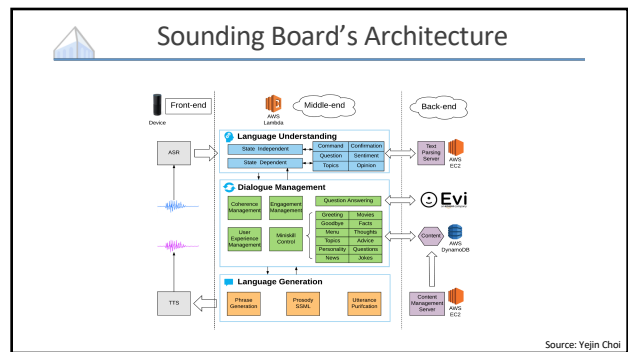 Sounding Board's Architecture
Front-end
AWS
Lambda
Middle-end
Back-end
Device
Language Understanding
State Independent
State Dependent
Command
Confirmation
Question
Sentiment
Topics
Opinion
ASR
Text
Parsing
Server
AWS
EC2
Dialogue Management
Coherence
Management
Engagement
Management
Question Answering
User
Experience
Management
Miniskill
Control
Greeting
Movies
Goodbye
Facts
Menu
Thoughts
Topics
Advice
Personality
Questions
News
Jokes
Evi
Content
AWS
DynamoDB
Language Generation
Phrase
Generation
Prosody
SSML
Utterance
Purifcation
TTS
Content
Management
Server
AWS
EC2
Source: Yejin Choi